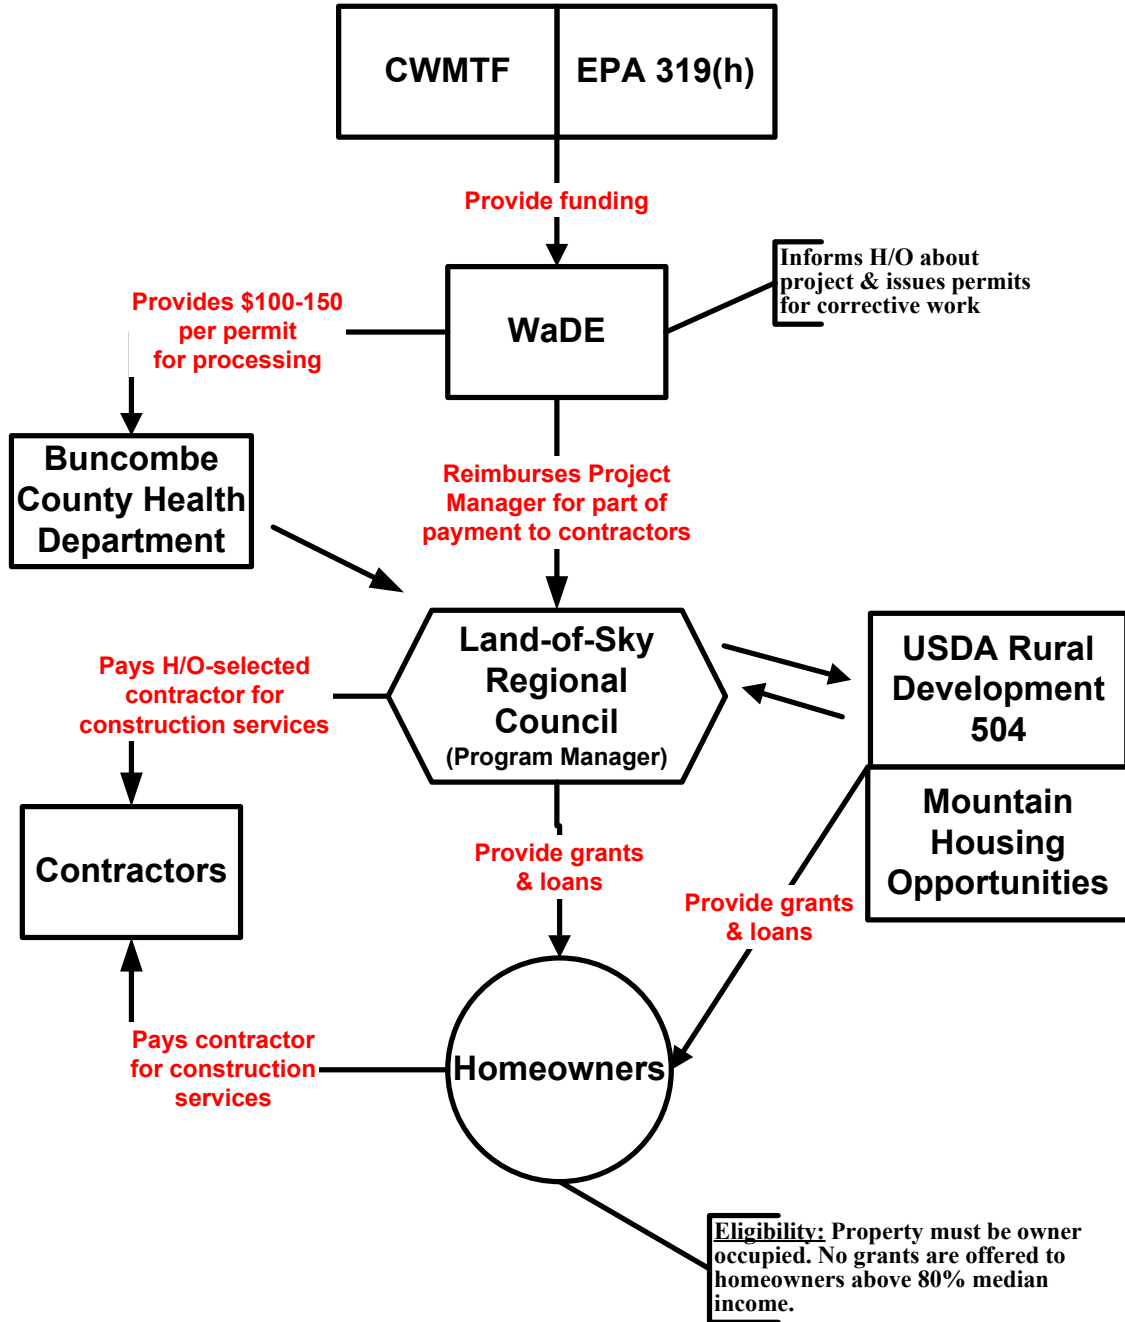 CWMTF
EPA 319(h)
Provide funding
Informs H/O about
project & issues permits
for corrective work
WaDE
Provides $100-150
per permit
for processing
Buncombe
County Health
Department
Reimburses Project
Manager for part of
payment to contractors
Land-of-Sky
Regional
Council
(Program Manager)
USDA Rural
Development
504
Mountain
Housing
Opportunities
Pays H/O-selected
contractor for
construction services
Contractors
Provide grants
& loans
Provide grants
& loans
Pays contractor
for construction
services
Homeowners
Eligibility: Property must be owner
occupied. No grants are offered to
homeowners above 80% median
income.